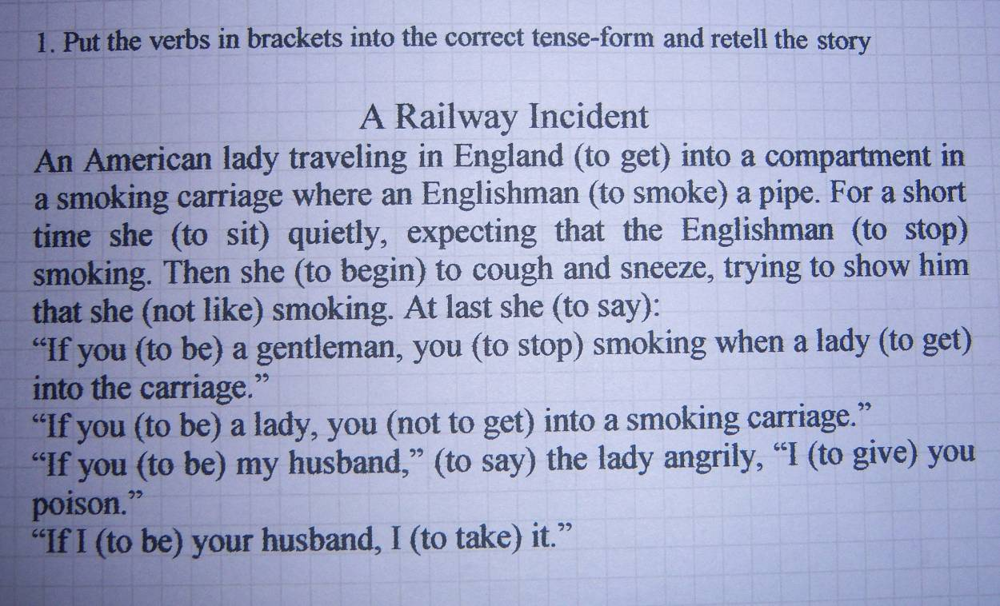 1. Put the verbs in brackets into the correct tense-form and retell the story
A Railway Incident
An American lady traveling in England (to get) into a compartment in
a smoking carriage where an Englishman (to smoke) a pipe. For a short
time she (to sit) quietly, expecting that the Englishman (to stop)
smoking. Then she (to begin) to cough and sneeze, trying to show him
that she (not like) smoking. At last she (to say):
“If you (to be) a gentleman, you (to stop) smoking when a lady (to get)
into the carriage.”
“If you (to be) a lady, you (not to get) into a smoking carriage.”
“If you (to be) my husband,” (to say) the lady angrily, “I (to give) you
poison.”
“If I (to be) your husband, I (to take) it.”